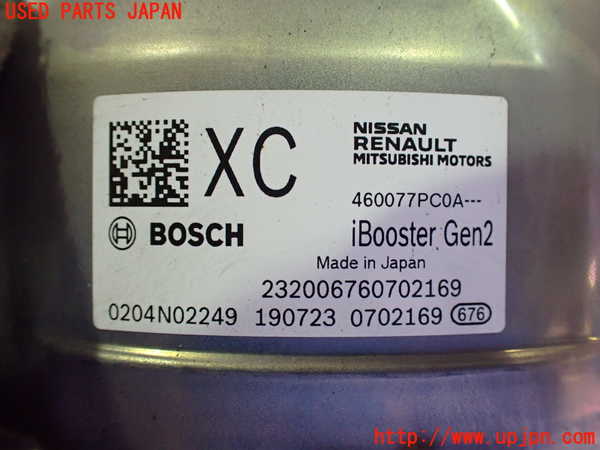 USED PARTS JAPAN
XC
NISSAN
RENAULT
MITSUBISHI MOTORS
460077PC0A---
BOSCH
iBooster Gen2
Made in Japan
232006760702169
0204N02249 190723 0702169 676
http://www.upjpn.com